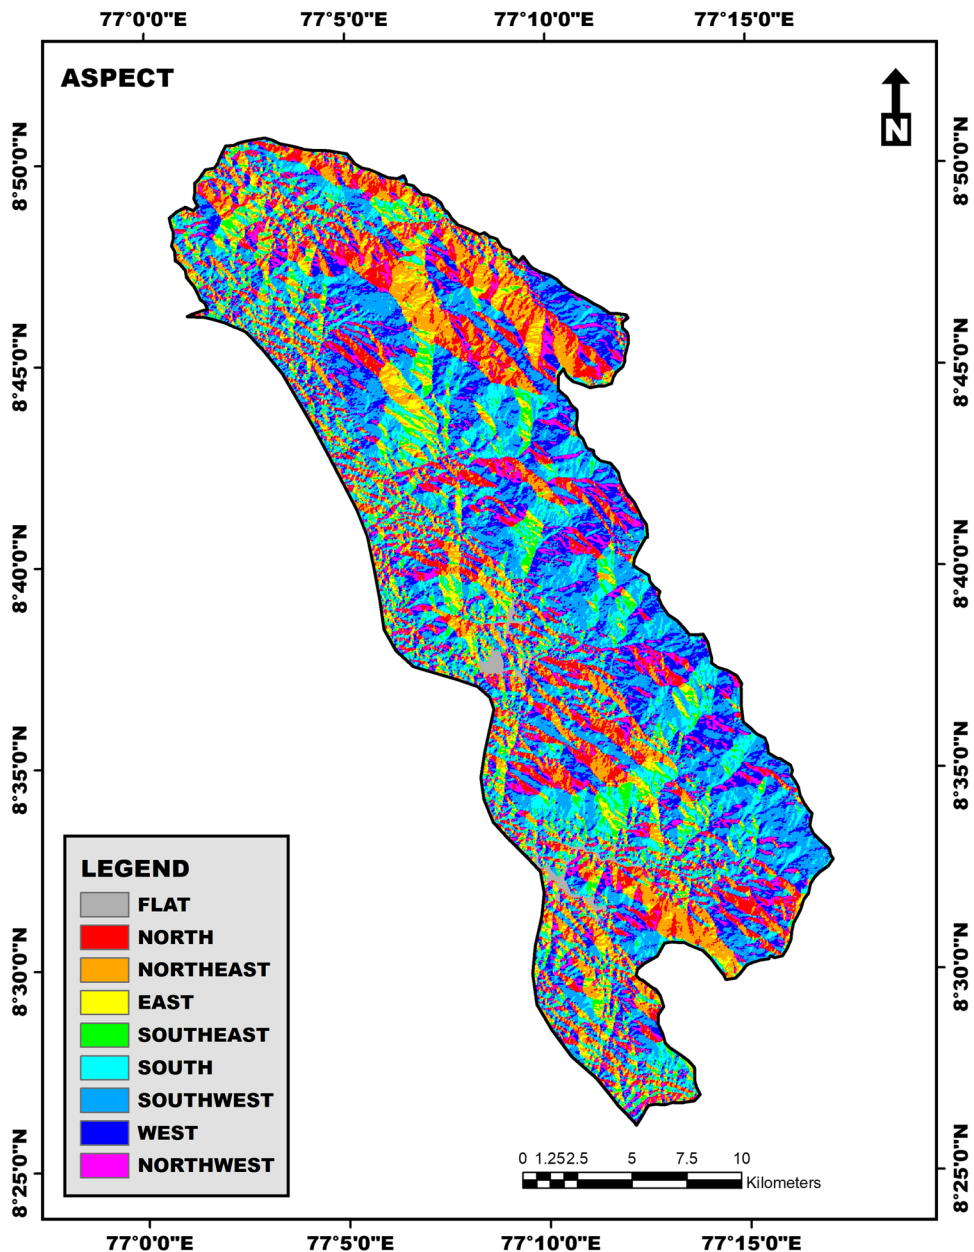 77°0'0"E 77°5'0"E 77°10'0"E 77°15'0"E
ASPECT
N
8°50'0"N 8°50'0"N
8°45'0"N 8°45'0"N
8°40'0"N 8°40'0"N
8°35'0"N 8°35'0"N
8°30'0"N 8°30'0"N
8°25'0"N 8°25'0"N
LEGEND
FLAT
NORTH
NORTHEAST
EAST
SOUTHEAST
SOUTH
SOUTHWEST
WEST
NORTHWEST
0 1.25 2.5 5 7.5 10
Kilometers
77°0'0"E 77°5'0"E 77°10'0"E 77°15'0"E